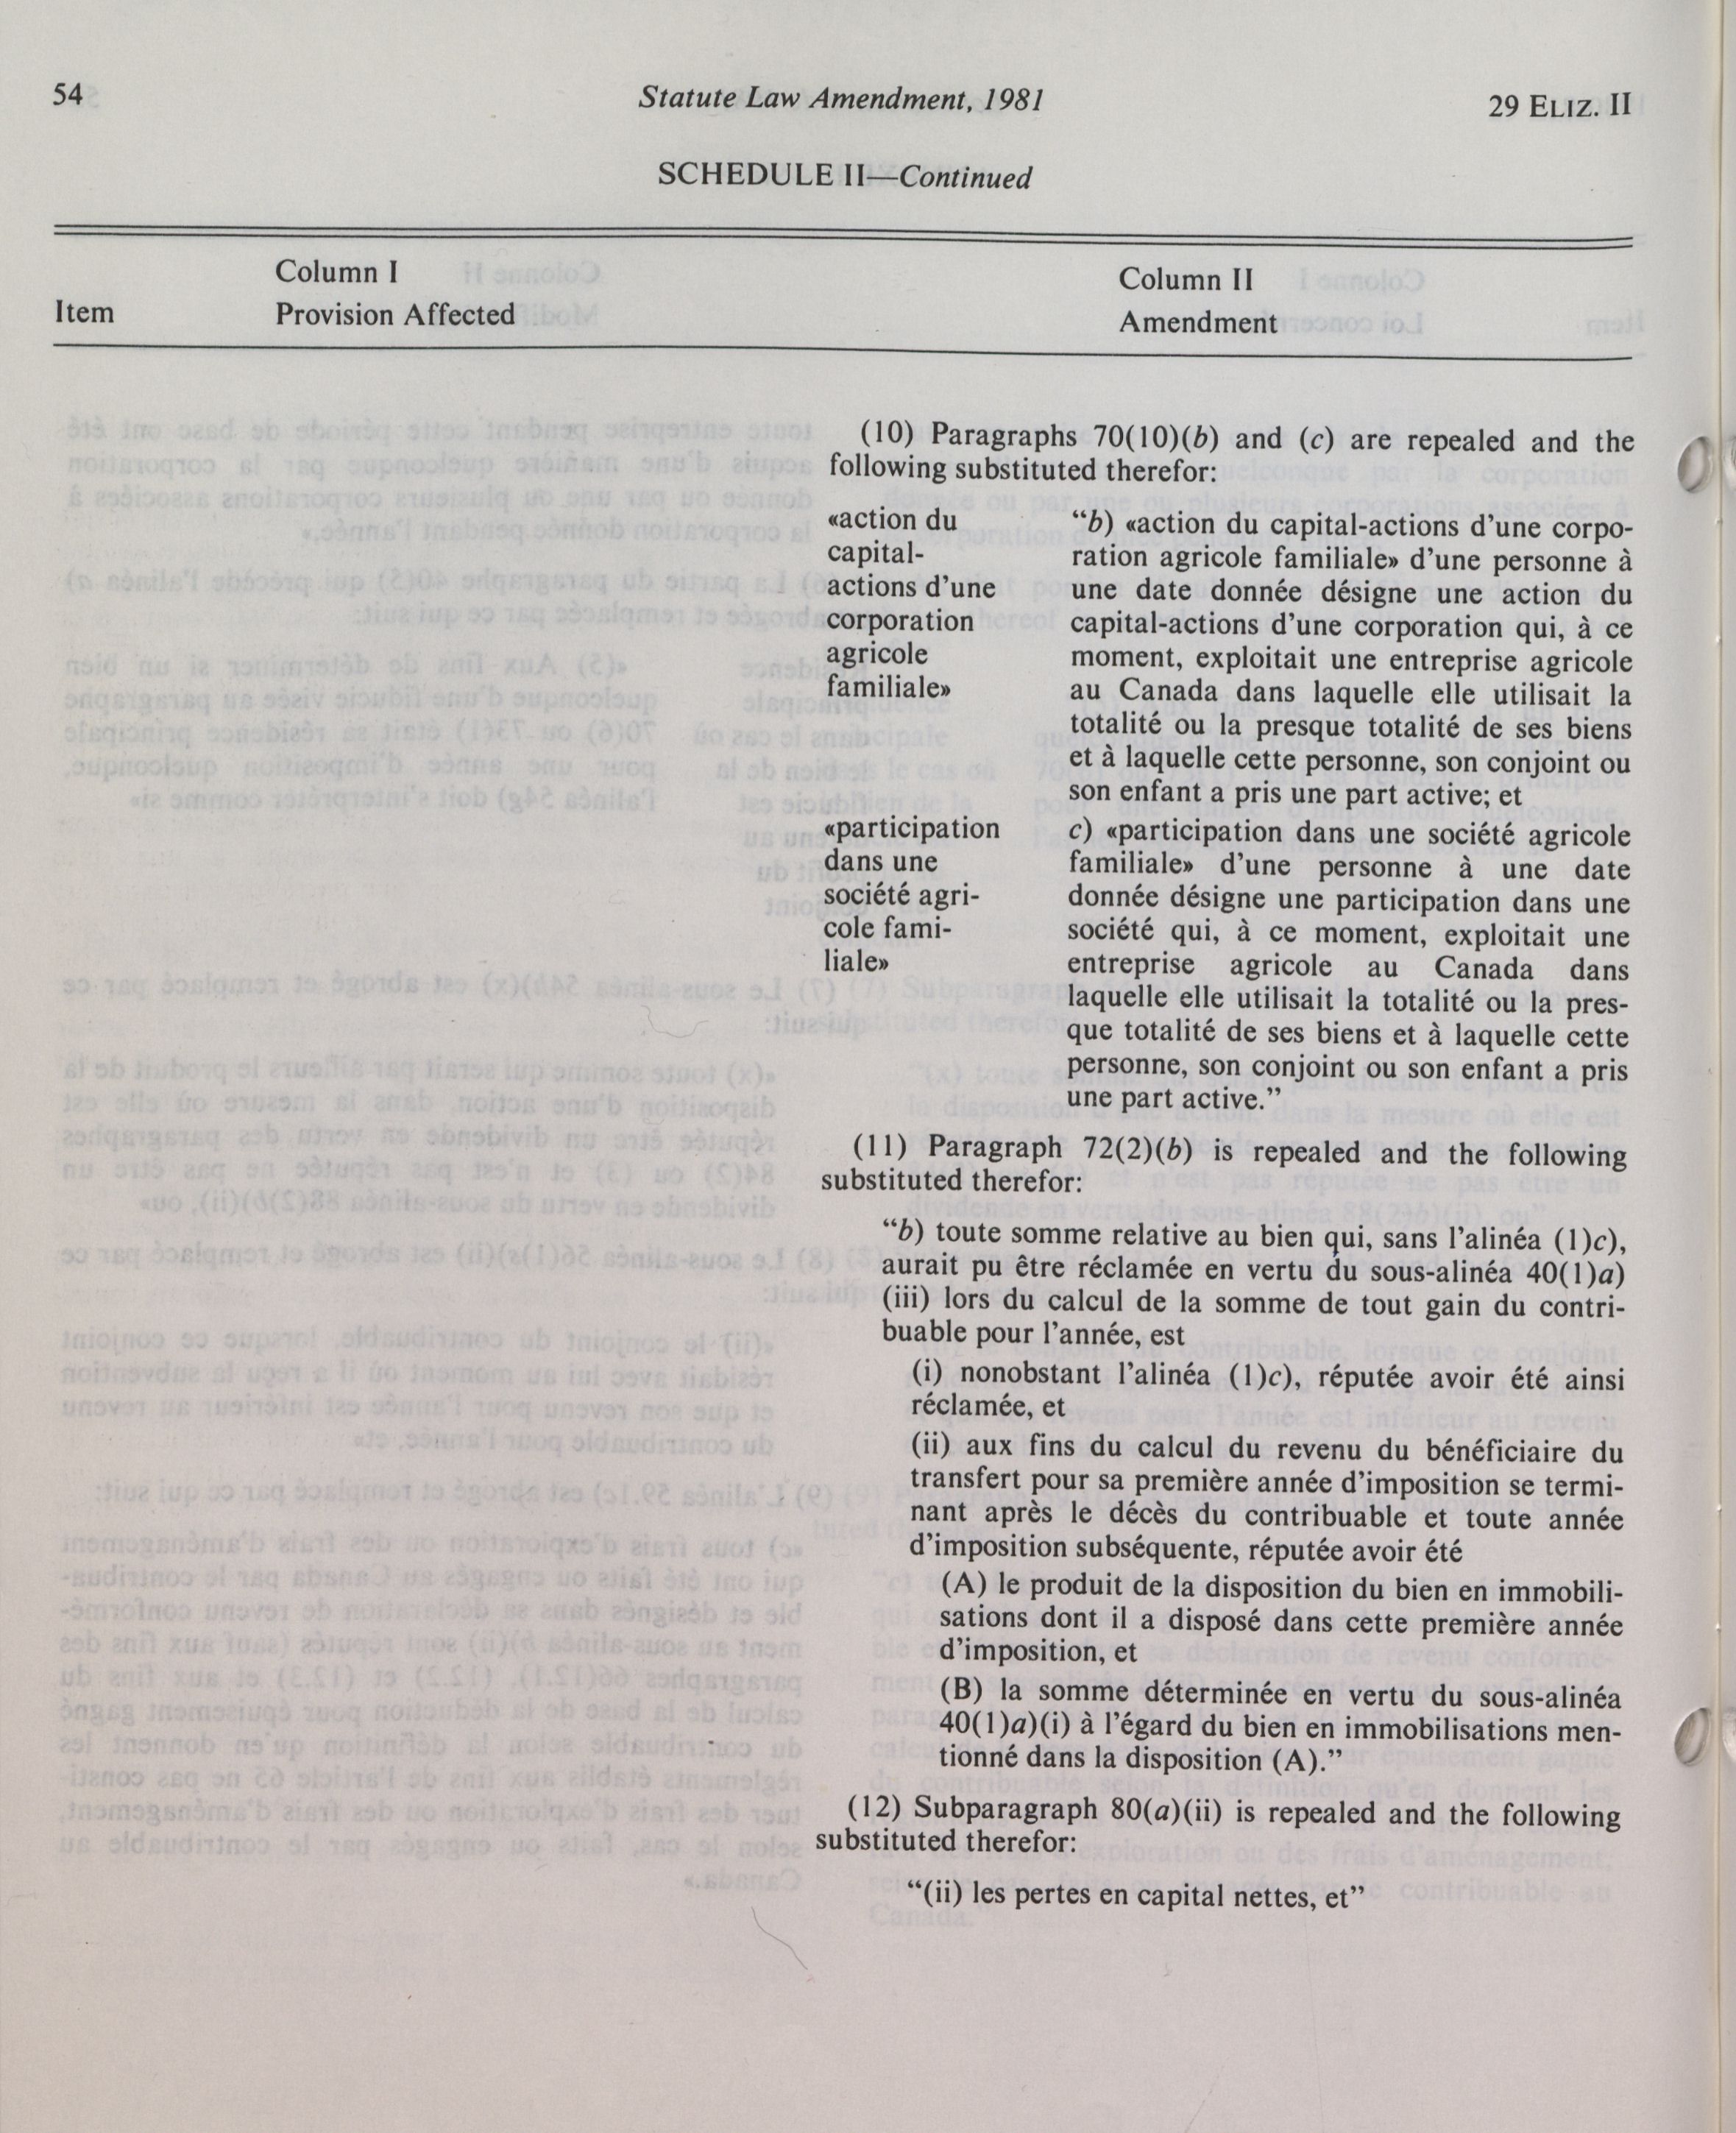 54
Statute Law Amendment, 1981
29 ELIZ. II
SCHEDULE II—Continued
Column I
Column II
Item
Provision Affected
Amendment
(10) Paragraphs 70(10)(b) and (c) are repealed and the
following substituted therefor:
«action du
capital-
actions d'une
corporation
agricole
familiale»
“b) «action du capital-actions d'une corpo-
ration agricole familiale» d'une personne à
une date donnée désigne une action du
capital-actions d'une corporation qui, à ce
moment, exploitait une entreprise agricole
au Canada dans laquelle elle utilisait la
totalité ou la presque totalité de ses biens
et à laquelle cette personne, son conjoint ou
son enfant a pris une part active; et
«participation
dans une
société agri-
cole fami-
liale»
c) «participation dans une société agricole
familiale» d'une personne à une date
donnée désigne une participation dans une
société qui, à ce moment, exploitait une
entreprise agricole au Canada dans
laquelle elle utilisait la totalité ou la pres-
que totalité de ses biens et à laquelle cette
personne, son conjoint ou son enfant a pris
une part active.”
(11) Paragraph 72(2)(b) is repealed and the following
substituted therefor:
“b) toute somme relative au bien qui, sans l'alinéa (1)c),
aurait pu être réclamée en vertu du sous-alinéa 40(1)a)
(iii) lors du calcul de la somme de tout gain du contri-
buable pour l'année, est
(i) nonobstant l'alinéa (1)c), réputée avoir été ainsi
réclamée, et
(ii) aux fins du calcul du revenu du bénéficiaire du
transfert pour sa première année d'imposition se termi-
nant après le décès du contribuable et toute année
d'imposition subséquente, réputée avoir été
(A) le produit de la disposition du bien en immobili-
sations dont il a disposé dans cette première année
d'imposition, et
(B) la somme déterminée en vertu du sous-alinéa
40(1)a)(i) à l'égard du bien en immobilisations men-
tionné dans la disposition (A).”
(12) Subparagraph 80(a)(ii) is repealed and the following
substituted therefor:
“(ii) les pertes en capital nettes, et”